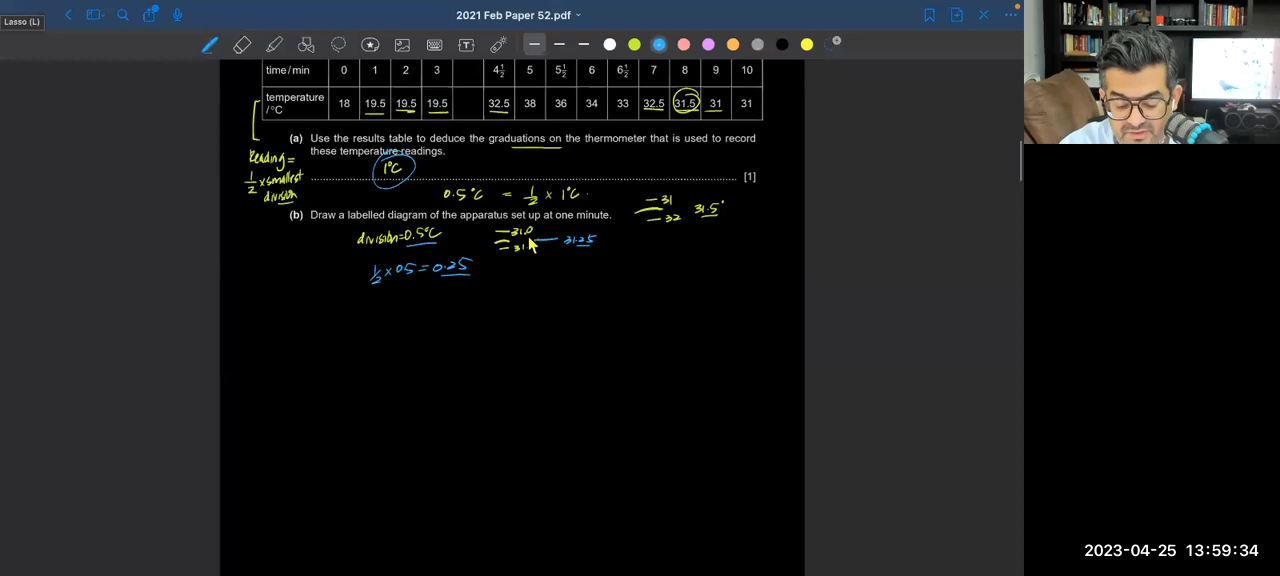 Lasso (L)
2021 Feb Paper 52.pdf
time/min 0 1 2 3 4½ 5 5½ 6 6½ 7 8 9 10
temperature /°C 18 19.5 19.5 19.5 32.5 38 36 34 33 32.5 31.5 31 31
(a) Use the results table to deduce the graduations on the thermometer that is used to record
these temperature readings.
Reading =
½ × smallest
division
1°C
[1]
0.5°C = ½ × 1°C.
31
32
31.5°
(b) Draw a labelled diagram of the apparatus set up at one minute.
division = 0.5°C
31.0
31.25
½ × 05 = 0.25
2023-04-25 13:59:34